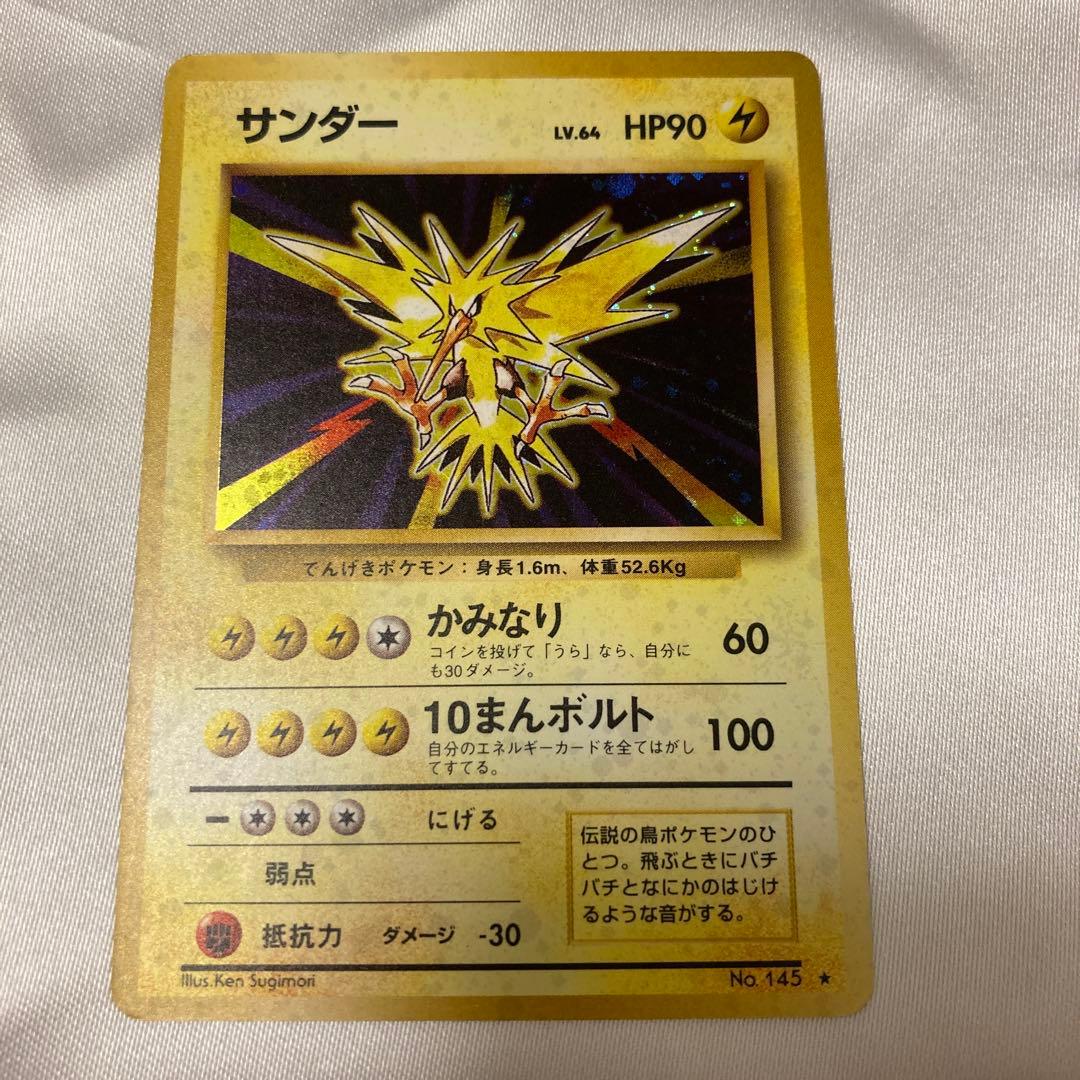 サンダー LV.64 HP90
でんげきポケモン：身長1.6m、体重52.6Kg
かみなり 60
コインを投げて「うら」なら、自分に
も30ダメージ。
10まんボルト 100
自分のエネルギーカードを全てはがし
てすてる。
ー にげる
弱点
抵抗力 ダメージ -30
伝説の鳥ポケモンのひ
とつ。飛ぶときにバチ
バチとなにかのはじけ
るような音がする。
Illus.Ken Sugimori
No. 145 ★